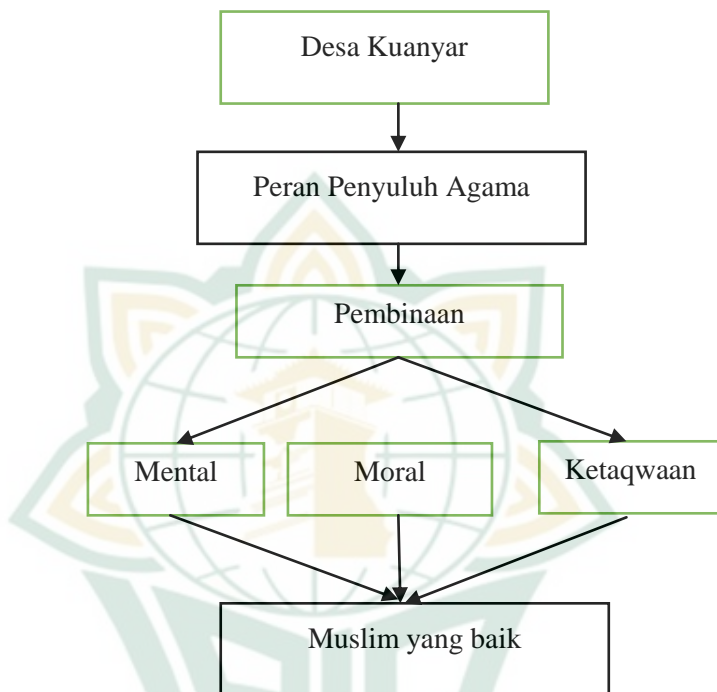 Desa Kuanyar
Peran Penyuluh Agama
Pembinaan
Mental
Moral
Ketaqwaan
Muslim yang baik